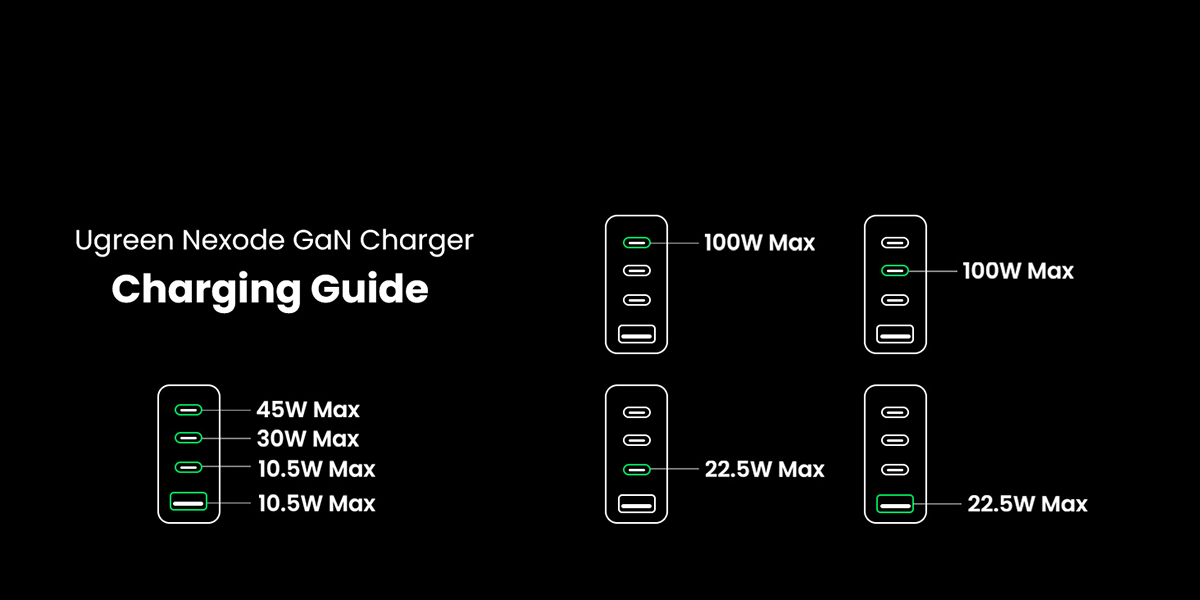 Ugreen Nexode GaN Charger
Charging Guide
100W Max
100W Max
45W Max
30W Max
10.5W Max
10.5W Max
22.5W Max
22.5W Max